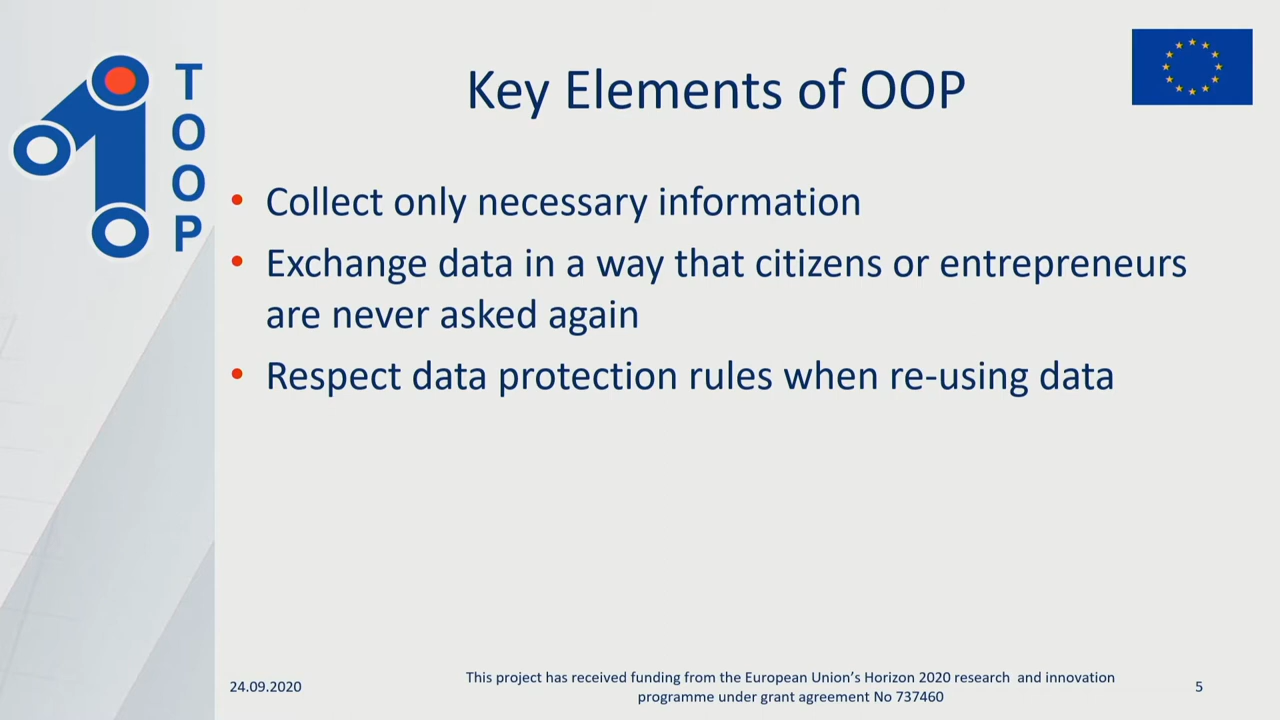 T
O
O
P
Key Elements of OOP
• Collect only necessary information
• Exchange data in a way that citizens or entrepreneurs
are never asked again
• Respect data protection rules when re-using data
24.09.2020
This project has received funding from the European Union's Horizon 2020 research and innovation
programme under grant agreement No 737460
5